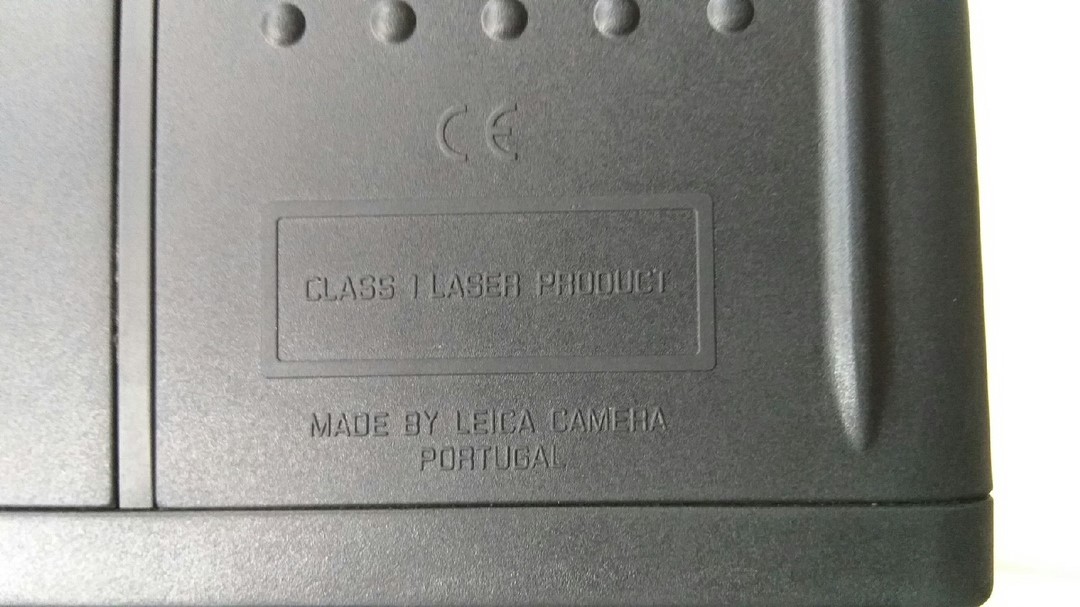 CE
CLASS 1 LASER PRODUCT
MADE BY LEICA CAMERA
PORTUGAL